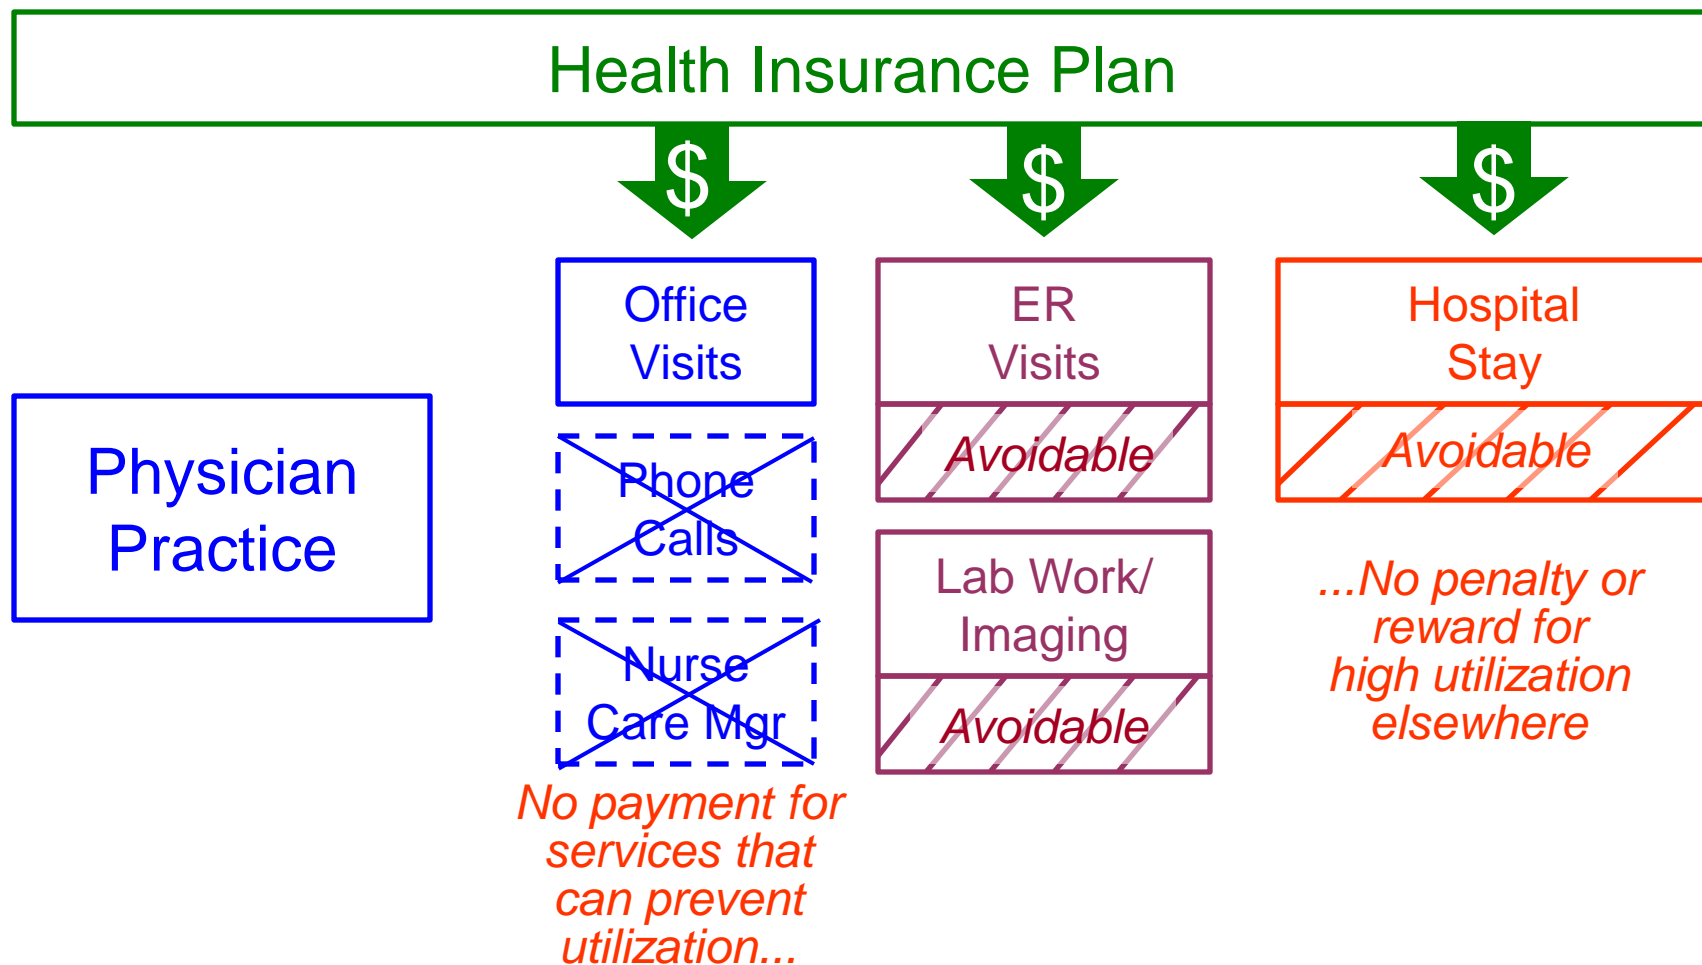 Health Insurance Plan
$
$
$
Physician
Practice
Office
Visits
Phone
Calls
Nurse
Care Mgr
No payment for
services that
can prevent
utilization...
ER
Visits
Avoidable
Lab Work/
Imaging
Avoidable
Hospital
Stay
Avoidable
...No penalty or
reward for
high utilization
elsewhere